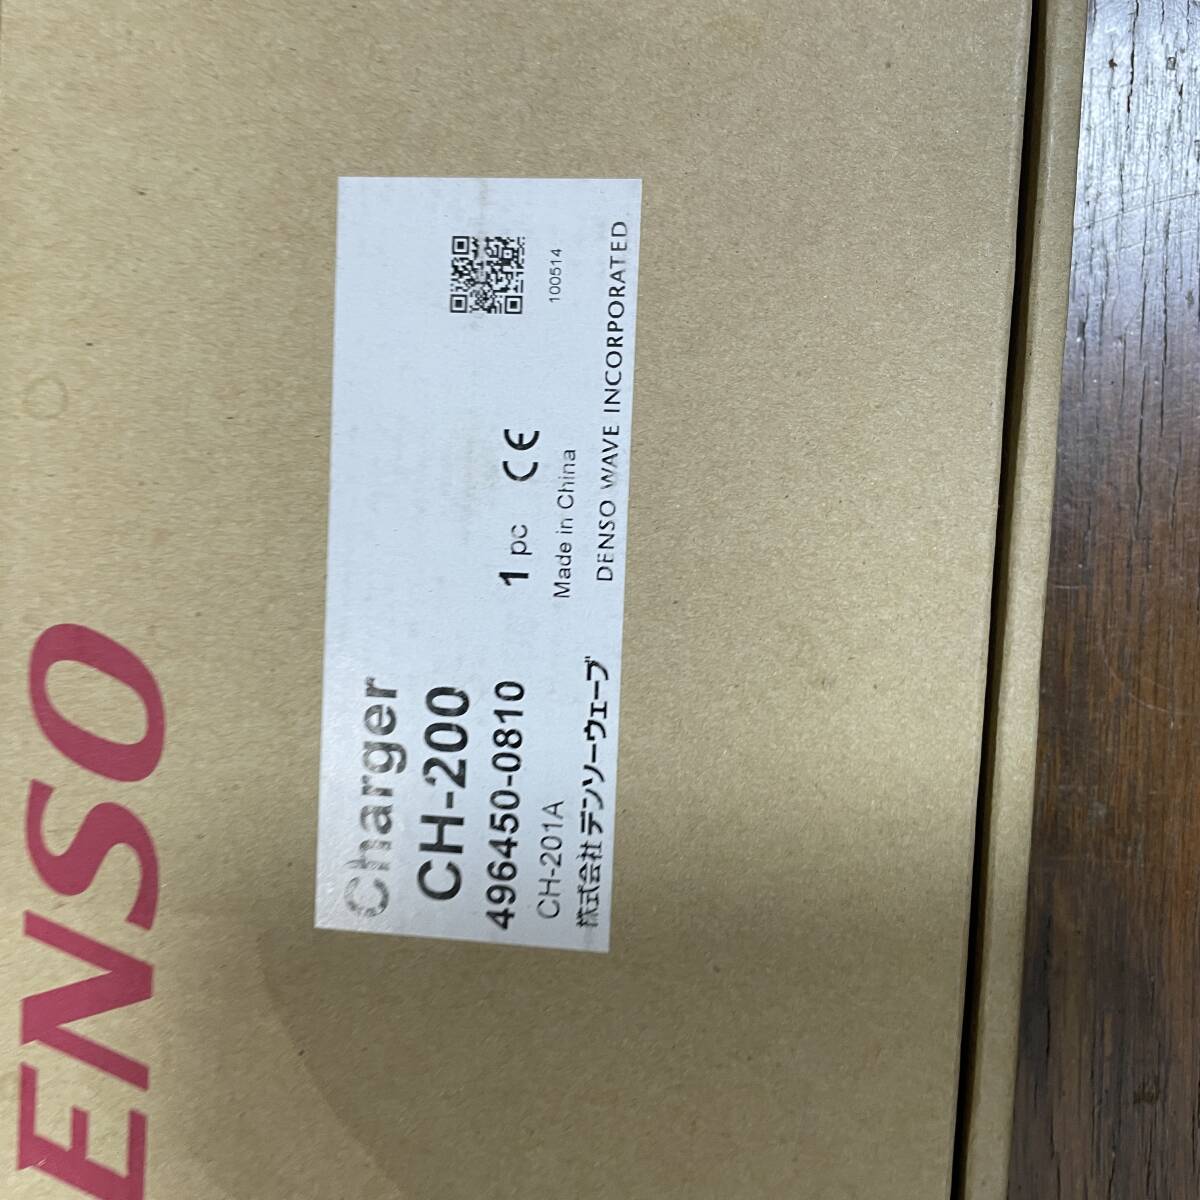 ENSO
Charger
CH-200
496450-0810
1 pc CE
100514
CH-201A
Made in China
株式会社デンソーウェーブ
DENSO WAVE INCORPORATED